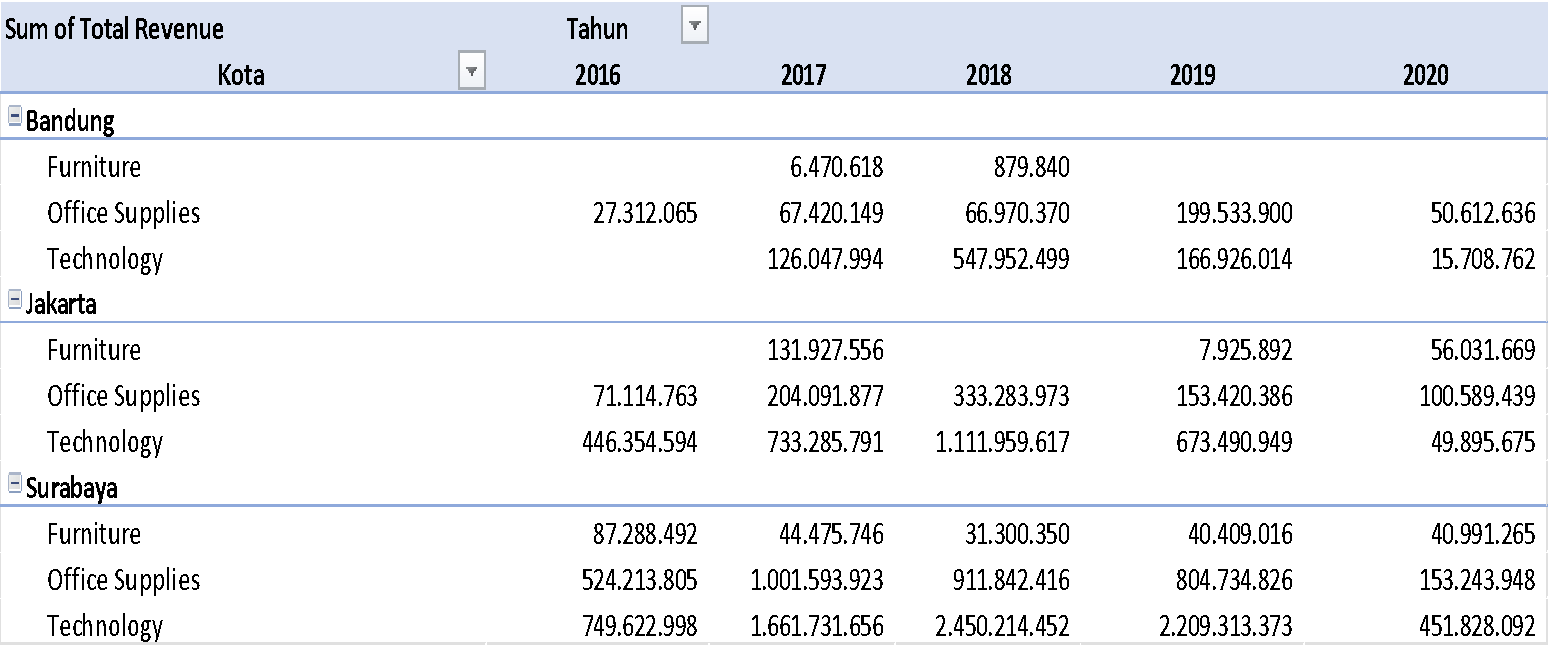 Sum of Total Revenue Tahun
Kota 2016 2017 2018 2019 2020
Bandung
Furniture 6.470.618 879.840
Office Supplies 27.312.065 67.420.149 66.970.370 199.533.900 50.612.636
Technology 126.047.994 547.952.499 166.926.014 15.708.762
Jakarta
Furniture 131.927.556 7.925.892 56.031.669
Office Supplies 71.114.763 204.091.877 333.283.973 153.420.386 100.589.439
Technology 446.354.594 733.285.791 1.111.959.617 673.490.949 49.895.675
Surabaya
Furniture 87.288.492 44.475.746 31.300.350 40.409.016 40.991.265
Office Supplies 524.213.805 1.001.593.923 911.842.416 804.734.826 153.243.948
Technology 749.622.998 1.661.731.656 2.450.214.452 2.209.313.373 451.828.092